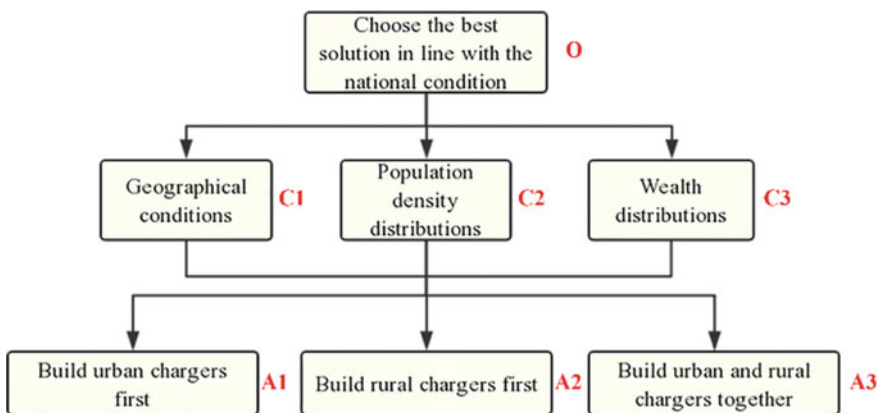 Choose the best
solution in line with the
national condition
O
Geographical
conditions
C1
Population
density
distributions
C2
Wealth
distributions
C3
Build urban chargers
first
A1
Build rural chargers first
A2
Build urban and rural
chargers together
A3